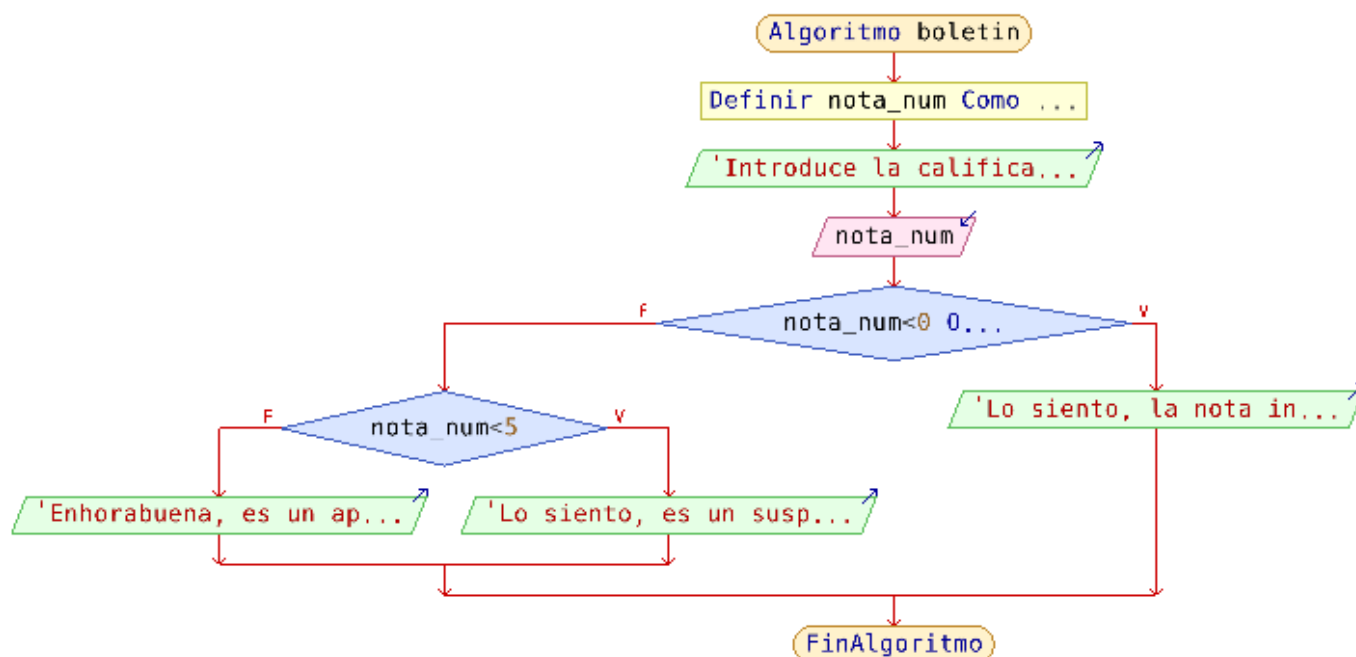 Algoritmo boletin
Definir nota_num Como ...
'Introduce la califica...
nota_num
F
nota_num<0 O...
V
F
nota_num<5
V
'Lo siento, la nota in...
'Enhorabuena, es un ap...
'Lo siento, es un susp...
FinAlgoritmo